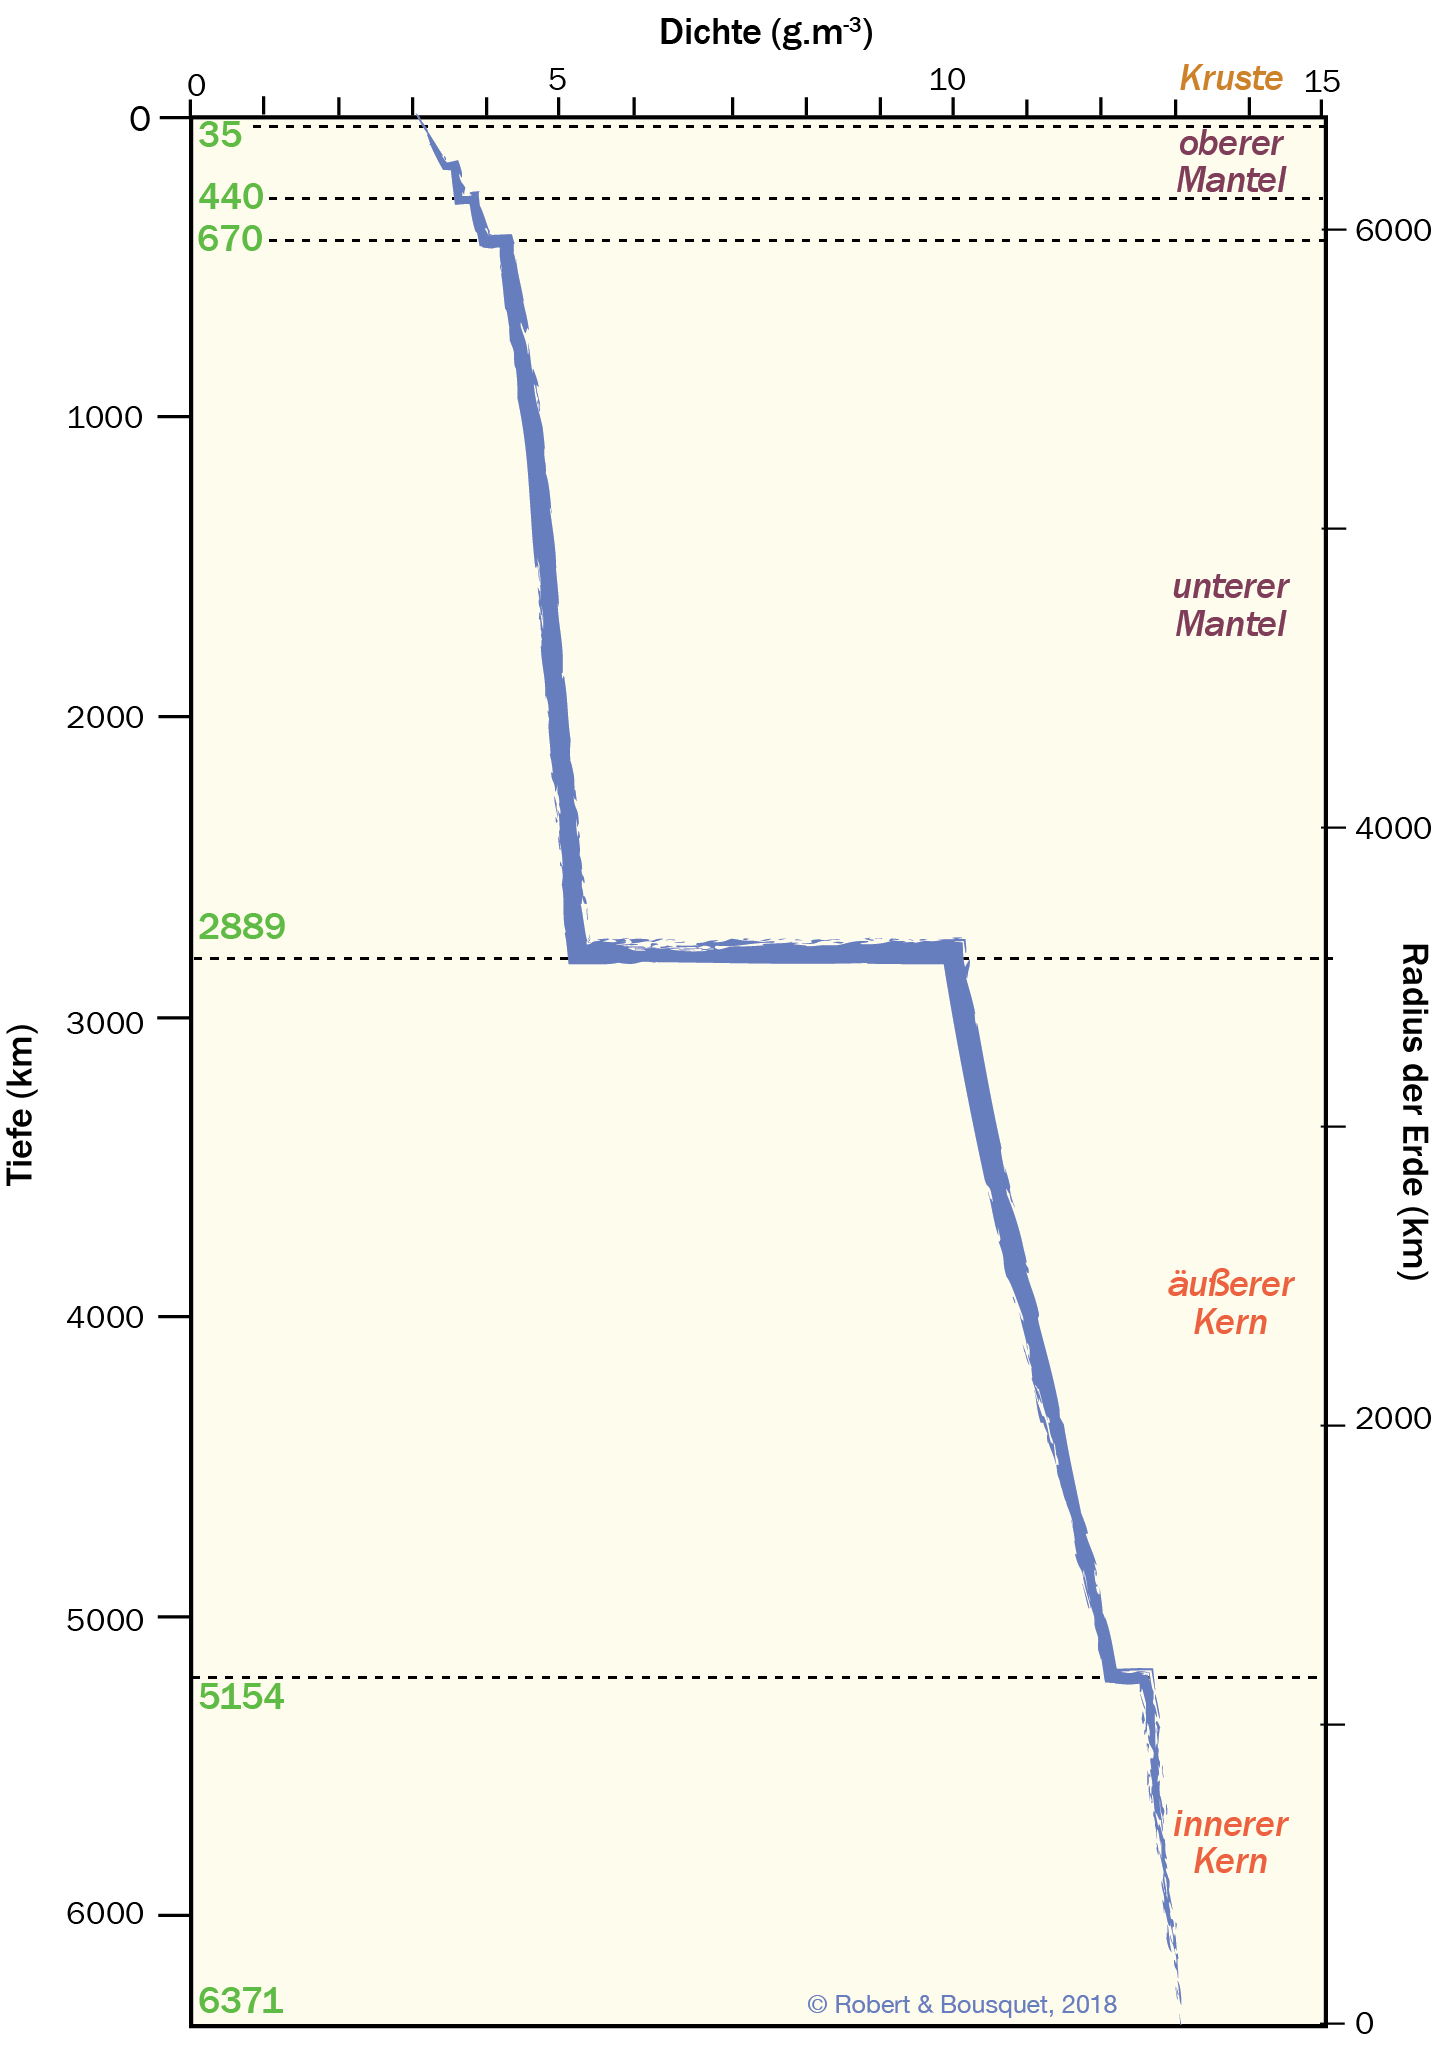 Dichte (g.m-3)
0
5
10
Kruste
15
0
35
oberer
Mantel
440
670
6000
1000
unterer
Mantel
2000
4000
2889
3000
Tiefe (km)
Radius der Erde (km)
äußerer
Kern
4000
2000
5000
5154
innerer
Kern
6000
6371
© Robert & Bousquet, 2018
0